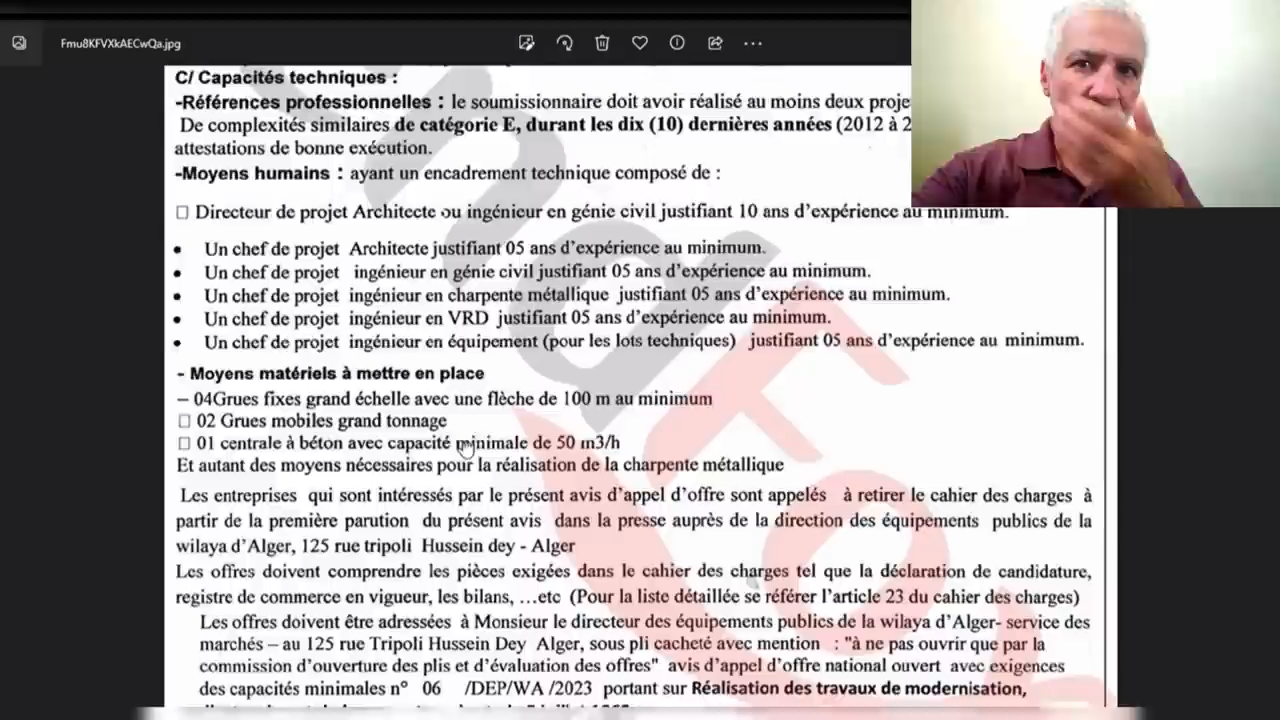 Fmu8KFVXkAECwQa.jpg
C/ Capacités techniques :
-Références professionnelles : le soumissionnaire doit avoir réalisé au moins deux proje
De complexités similaires de catégorie E, durant les dix (10) dernières années (2012 à 2
attestations de bonne exécution.
-Moyens humains : ayant un encadrement technique composé de :
□ Directeur de projet Architecte ou ingénieur en génie civil justifiant 10 ans d'expérience au minimum.
• Un chef de projet Architecte justifiant 05 ans d'expérience au minimum.
• Un chef de projet ingénieur en génie civil justifiant 05 ans d'expérience au minimum.
• Un chef de projet ingénieur en charpente métallique justifiant 05 ans d'expérience au minimum.
• Un chef de projet ingénieur en VRD justifiant 05 ans d'expérience au minimum.
• Un chef de projet ingénieur en équipement (pour les lots techniques) justifiant 05 ans d'expérience au minimum.
- Moyens matériels à mettre en place
– 04Grues fixes grand échelle avec une flèche de 100 m au minimum
□ 02 Grues mobiles grand tonnage
□ 01 centrale à béton avec capacité minimale de 50 m3/h
Et autant des moyens nécessaires pour la réalisation de la charpente métallique
Les entreprises qui sont intéressés par le présent avis d'appel d'offre sont appelés à retirer le cahier des charges à
partir de la première parution du présent avis dans la presse auprès de la direction des équipements publics de la
wilaya d'Alger, 125 rue tripoli Hussein dey - Alger
Les offres doivent comprendre les pièces exigées dans le cahier des charges tel que la déclaration de candidature,
registre de commerce en vigueur, les bilans, ...etc (Pour la liste détaillée se référer l'article 23 du cahier des charges)
Les offres doivent être adressées à Monsieur le directeur des équipements publics de la wilaya d'Alger- service des
marchés – au 125 rue Tripoli Hussein Dey Alger, sous pli cacheté avec mention : "à ne pas ouvrir que par la
commission d'ouverture des plis et d'évaluation des offres" avis d'appel d'offre national ouvert avec exigences
des capacités minimales n° 06 /DEP/WA /2023 portant sur Réalisation des travaux de modernisation,